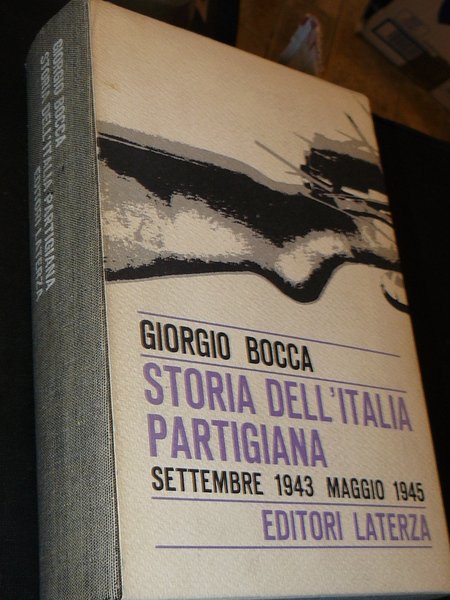 GIORGIO BOCCA
STORIA DELL'ITALIA
PARTIGIANA
SETTEMBRE 1943 MAGGIO 1945
EDITORI LATERZA
GIORGIO BOCCA
STORIA DELL'ITALIA PARTIGIANA
EDITORI LATERZA